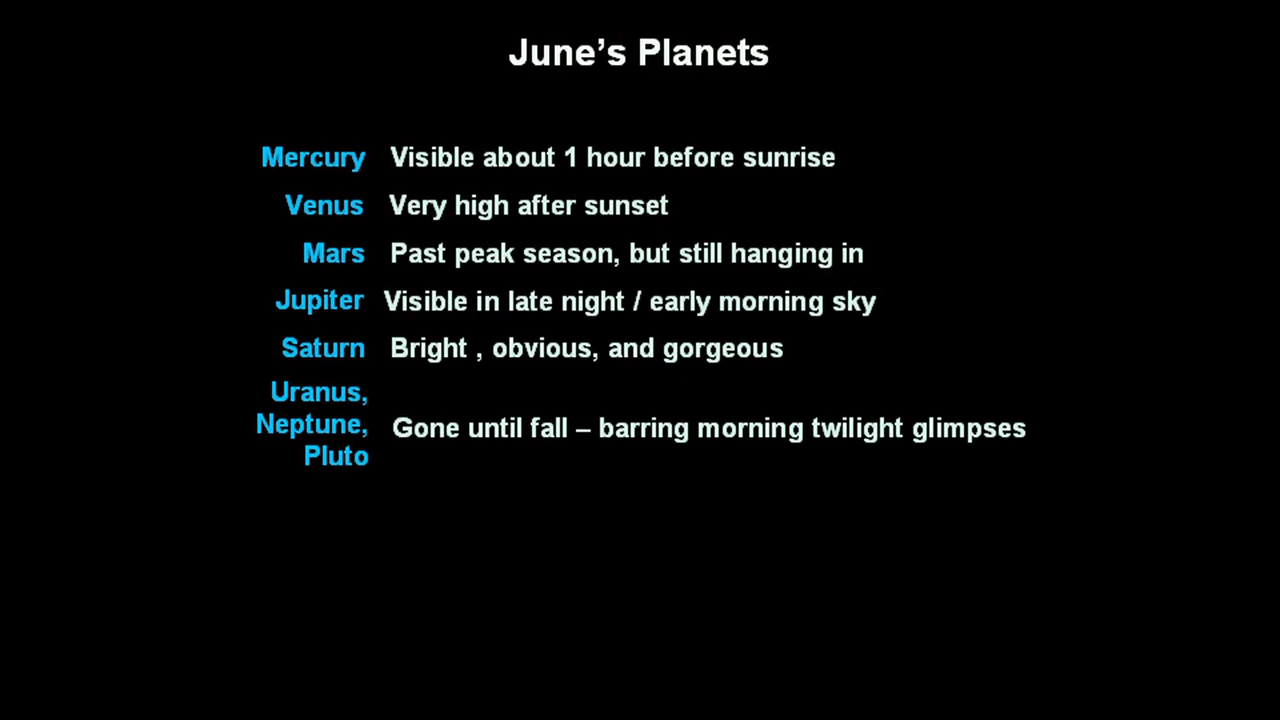 June’s Planets
Mercury Visible about 1 hour before sunrise
Venus Very high after sunset
Mars Past peak season, but still hanging in
Jupiter Visible in late night / early morning sky
Saturn Bright , obvious, and gorgeous
Uranus,
Neptune, Gone until fall – barring morning twilight glimpses
Pluto